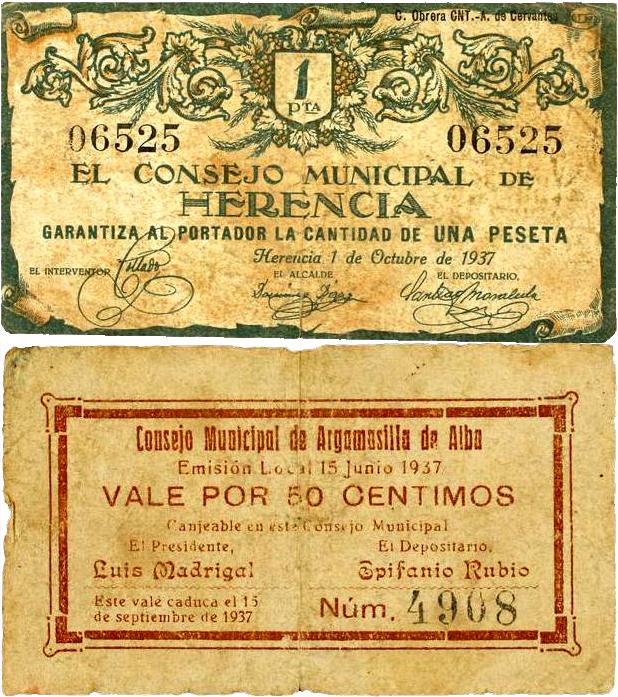 C. Obrera CNT.-A. de Cervantes
1
PTA
06525 06525
EL CONSEJO MUNICIPAL DE
HERENCIA
GARANTIZA AL PORTADOR LA CANTIDAD DE UNA PESETA
Herencia 1 de Octubre de 1937
EL INTERVENTOR EL ALCALDE EL DEPOSITARIO,
Consejo Municipal de Argamasilla de Alba
Emisión Local 15 Junio 1937
VALE POR 50 CENTIMOS
Canjeable en este Consejo Municipal
El Presidente, El Depositario,
Luis Madrigal Epifanio Rubio
Este vale caduca el 15
de septiembre de 1937
Núm. 4908